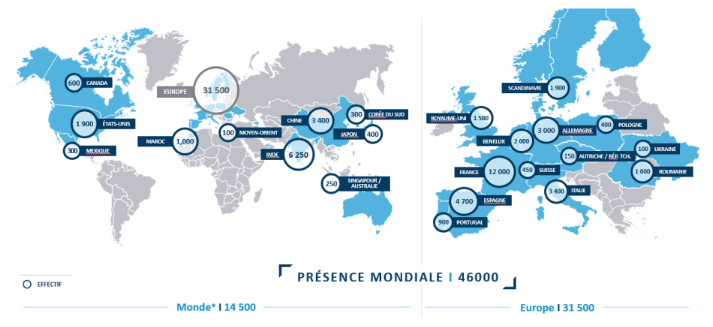 600 CANADA
1 900 ÉTATS-UNIS
300 MEXIQUE
EUROPE 31 500
MAROC 1,000
100 MOYEN-ORIENT
CHINE 3 400
300 CORÉE DU SUD
JAPON 400
INDE 6 250
250 SINGAPOUR /
AUSTRALIE
SCANDINAVIE 1 900
ROYAUME-UNI 1 500
BENELUX 2 000
3 000 ALLEMAGNE
400 POLOGNE
100 UKRAINE
150 AUTRICHE / RÉP. TCH.
FRANCE 12 000
450 SUISSE
1 000 ROUMANIE
3 400 ITALIE
4 700 ESPAGNE
900 PORTUGAL
EFFECTIF
PRÉSENCE MONDIALE I 46000
Monde* I 14 500
Europe I 31 500